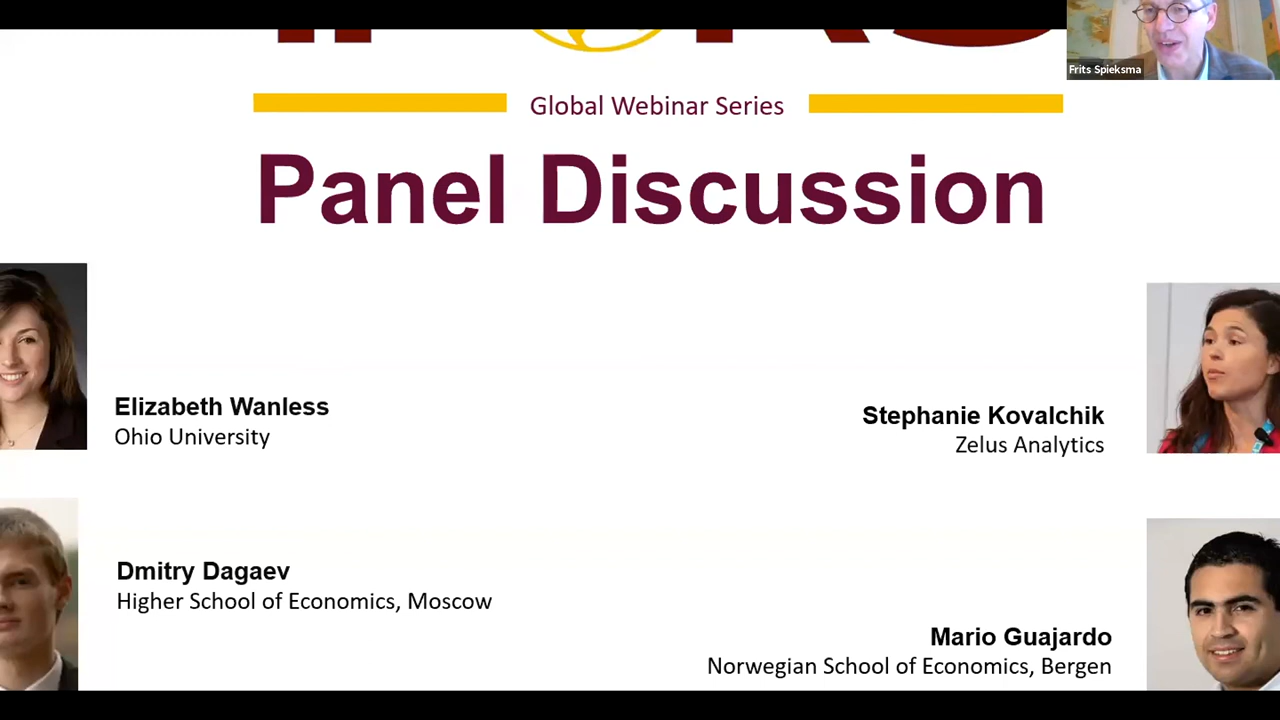 Frits Spieksma
Global Webinar Series
Panel Discussion
Elizabeth Wanless
Ohio University
Stephanie Kovalchik
Zelus Analytics
Dmitry Dagaev
Higher School of Economics, Moscow
Mario Guajardo
Norwegian School of Economics, Bergen